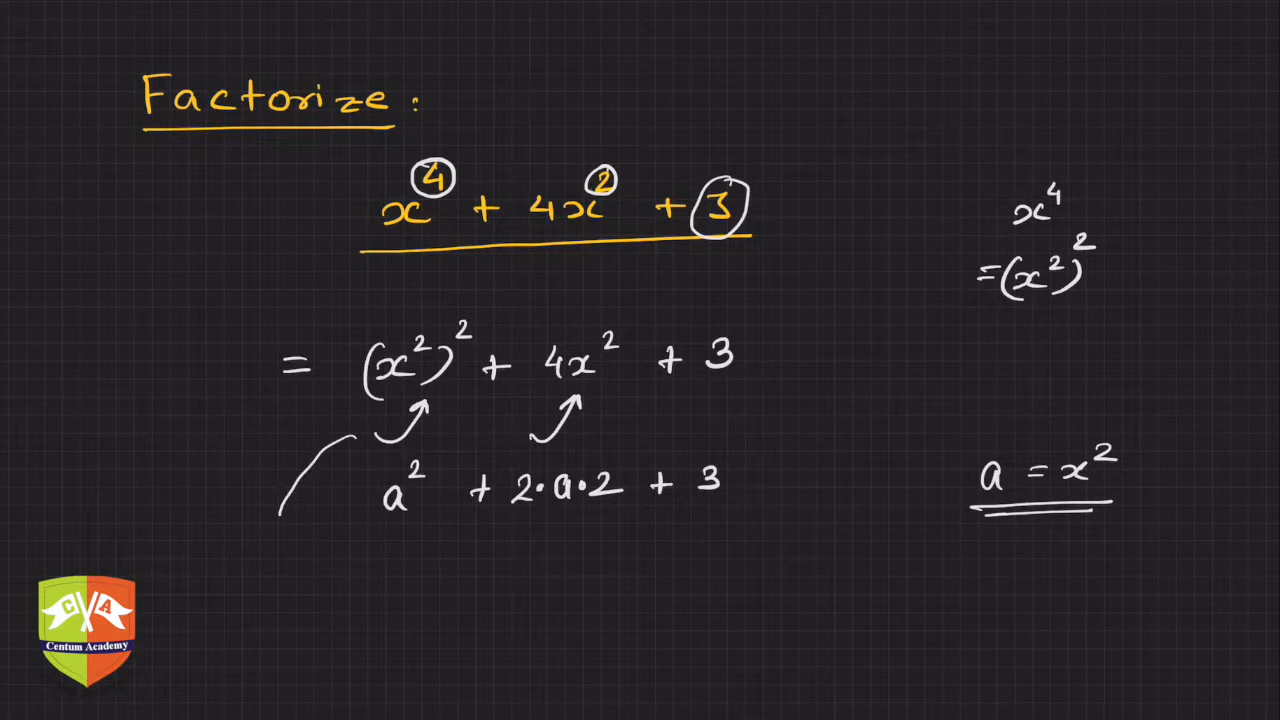 Factorize :
x⁴ + 4x² + 3
x⁴
= (x²)²
= (x²)² + 4x² + 3
a² + 2·a·2 + 3
a = x²
C A
Centum Academy